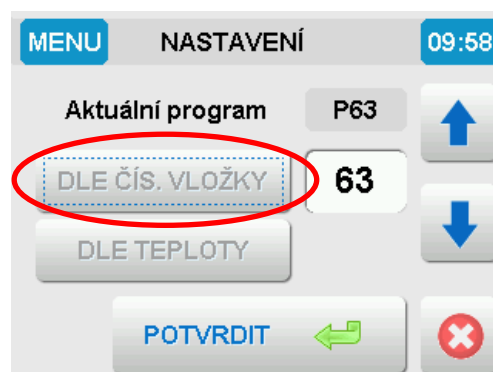 MENU NASTAVENÍ 09:58
Aktuální program P63
DLE ČÍS. VLOŽKY 63
DLE TEPLOTY
POTVRDIT